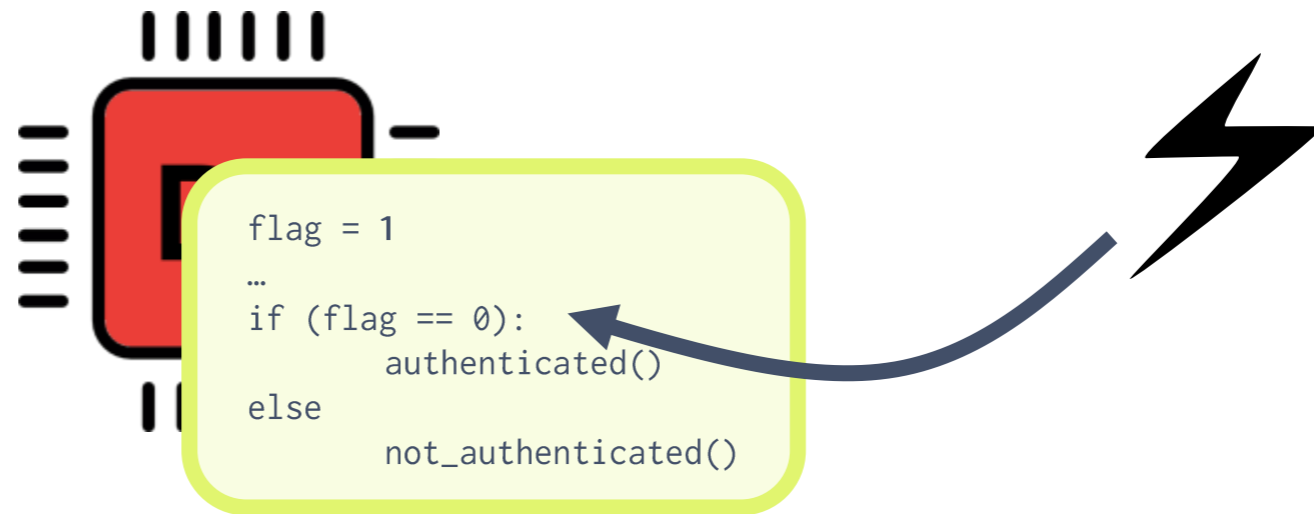 flag = 1
…
if (flag == 0):
authenticated()
else
not_authenticated()